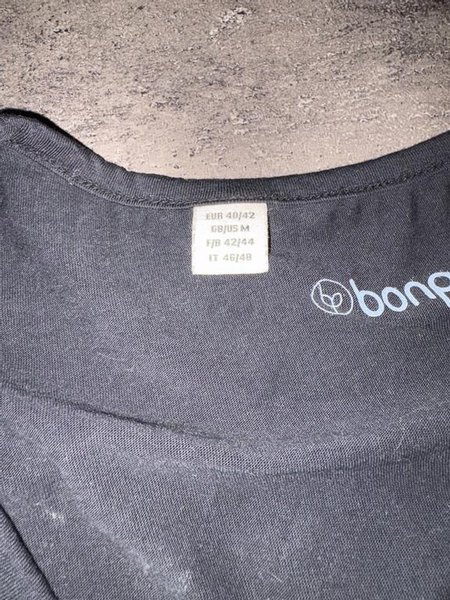 EUR 40/42
GB/US M
F/B 42/44
IT 46/48
bonp